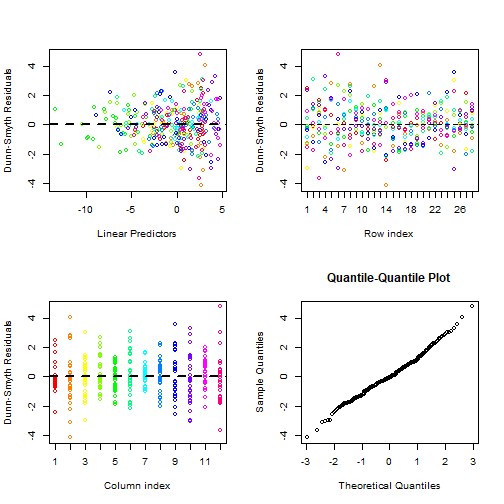 Dunn-Smyth Residuals
4
2
0
-2
-4
-10 -5 0 5
Linear Predictors
Dunn-Smyth Residuals
4
2
0
-2
-4
1 4 7 10 14 18 22 26
Row index
Dunn-Smyth Residuals
4
2
0
-2
-4
1 3 5 7 9 11
Column index
Quantile-Quantile Plot
Sample Quantiles
4
2
0
-2
-4
-3 -2 -1 0 1 2 3
Theoretical Quantiles